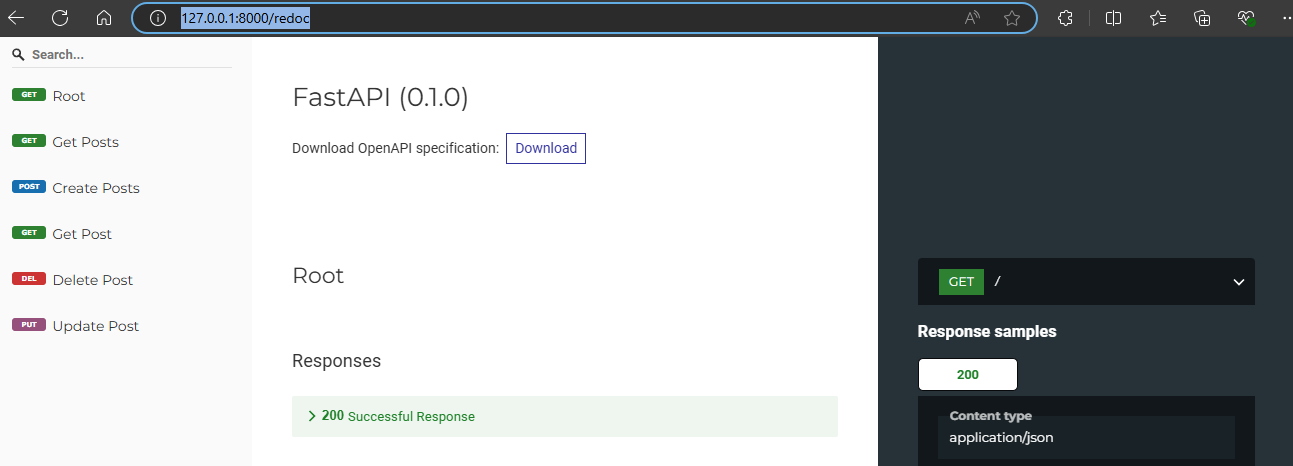 127.0.0.1:8000/redoc
Search...
GET Root
GET Get Posts
POST Create Posts
GET Get Post
DEL Delete Post
PUT Update Post
FastAPI (0.1.0)
Download OpenAPI specification: Download
Root
Responses
200 Successful Response
GET /
Response samples
200
Content type
application/json